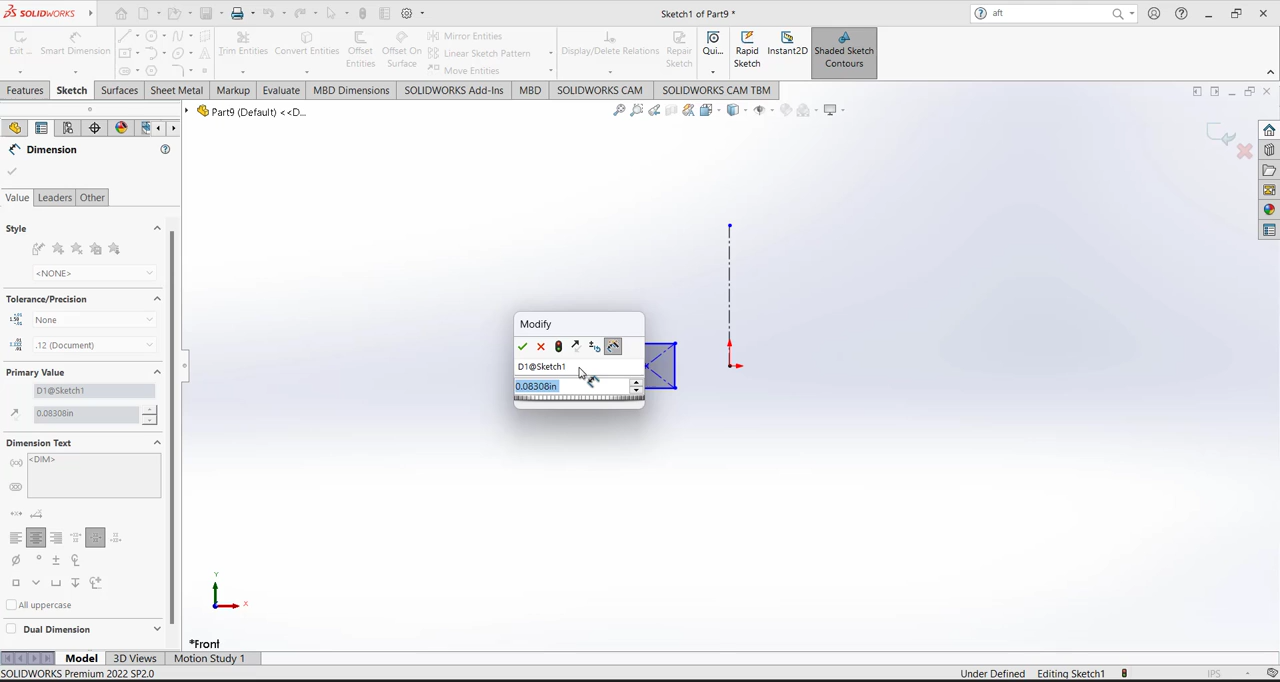 SOLIDWORKS
Sketch1 of Part9 *
aft
Exit ...
Smart Dimension
Trim Entities
Convert Entities
Offset Entities
Offset On Surface
Mirror Entities
Linear Sketch Pattern
Move Entities
Display/Delete Relations
Repair Sketch
Qui...
Rapid Sketch
Instant2D
Shaded Sketch Contours
Features
Sketch
Surfaces
Sheet Metal
Markup
Evaluate
MBD Dimensions
SOLIDWORKS Add-Ins
MBD
SOLIDWORKS CAM
SOLIDWORKS CAM TBM
Part9 (Default) <<D...
Dimension
Value
Leaders
Other
Style
<NONE>
Tolerance/Precision
None
.12 (Document)
Primary Value
D1@Sketch1
0.08308in
Dimension Text
<DIM>
All uppercase
Dual Dimension
Modify
D1@Sketch1
0.08308in
Y
X
*Front
Model
3D Views
Motion Study 1
SOLIDWORKS Premium 2022 SP2.0
Under Defined
Editing Sketch1
IPS